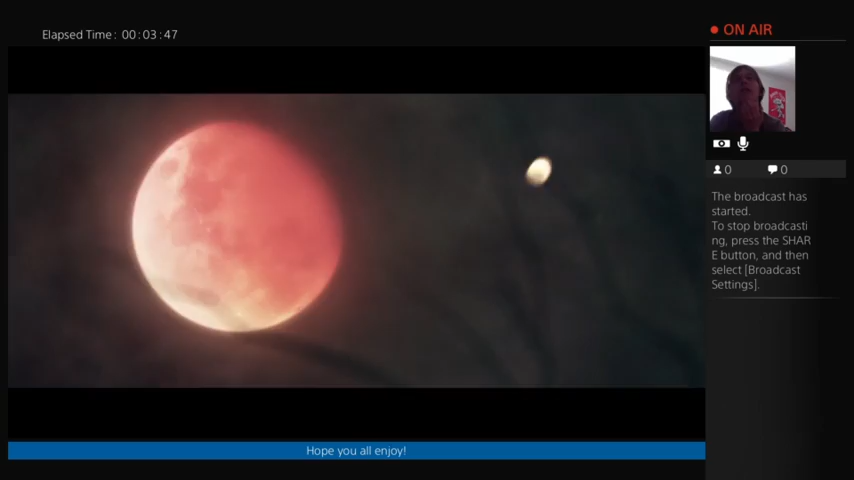 Elapsed Time: 00:03:47
ON AIR
0 0
The broadcast has
started.
To stop broadcasti
ng, press the SHAR
E button, and then
select [Broadcast
Settings].
Hope you all enjoy!